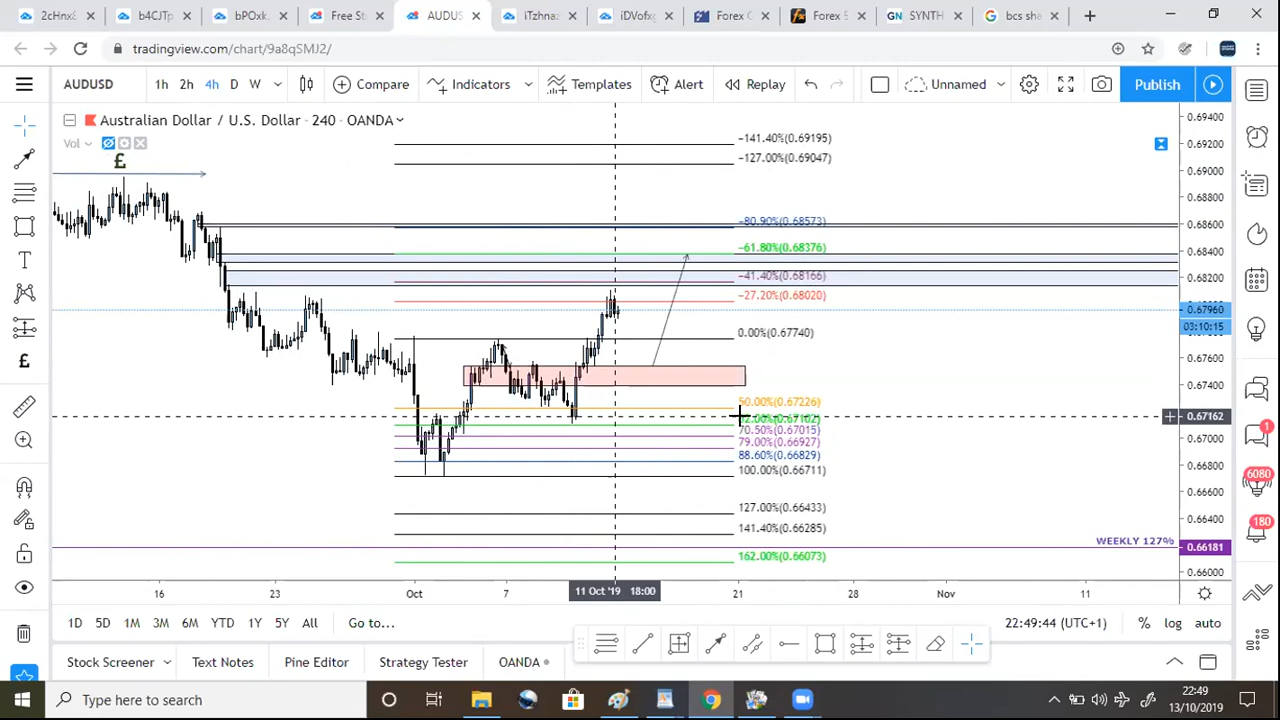 2cHnx8
b4CJTp
bPOxk
Free St
AUDUS
iTzhna
iDVofx
Forex C
Forex S
GN SYNTH
bcs sha
tradingview.com/chart/9a8qSMJ2/
AUDUSD 1h 2h 4h D W Compare Indicators Templates Alert Replay Unnamed Publish
Australian Dollar / U.S. Dollar - 240 - OANDA
Vol
£
-141.40%(0.69195)
-127.00%(0.69047)
-80.90%(0.68573)
-61.80%(0.68376)
-41.40%(0.68166)
-27.20%(0.68020)
0.00%(0.67740)
50.00%(0.67226)
62.00%(0.67102)
70.50%(0.67015)
79.00%(0.66927)
88.60%(0.66829)
100.00%(0.66711)
127.00%(0.66433)
141.40%(0.66285)
WEEKLY 127%
162.00%(0.66073)
0.69400
0.69200
0.69000
0.68800
0.68600
0.68400
0.68200
0.67960
03:10:15
0.67600
0.67400
0.67162
0.67000
0.66800
0.66600
0.66400
0.66181
0.66000
£
1
6080
180
16 23 Oct 7 11 Oct '19 18:00 21 28 Nov 11
1D 5D 1M 3M 6M YTD 1Y 5Y All Go to... 22:49:44 (UTC+1) % log auto
Stock Screener Text Notes Pine Editor Strategy Tester OANDA
Type here to search
22:49
13/10/2019